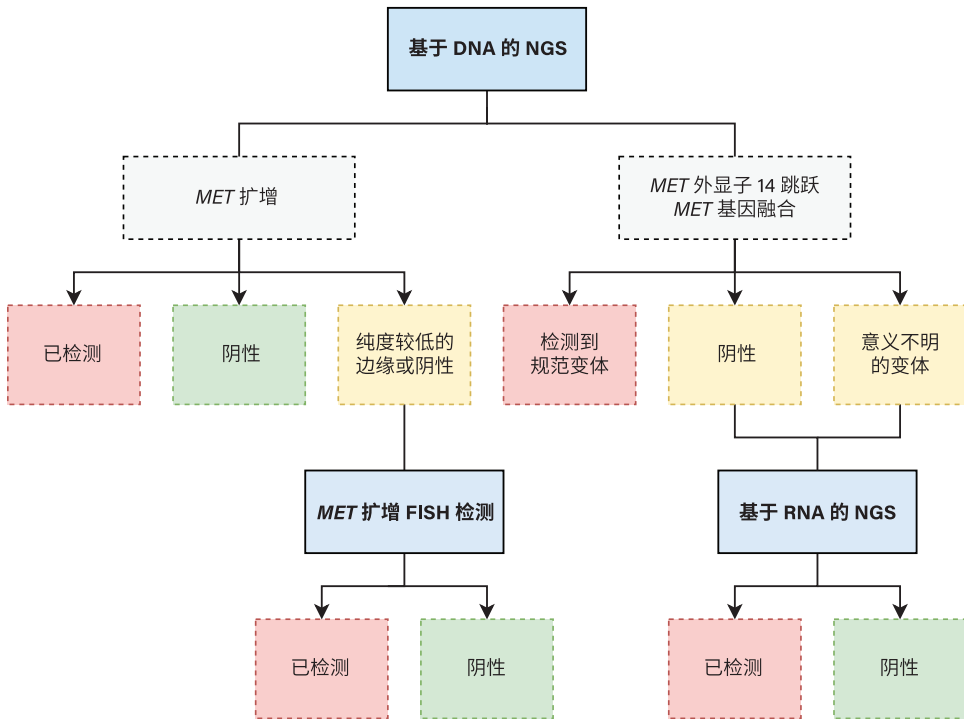 基于 DNA 的 NGS
MET 扩增
MET 外显子 14 跳跃
MET 基因融合
已检测
阴性
纯度较低的
边缘或阴性
检测到
规范变体
阴性
意义不明
的变体
MET 扩增 FISH 检测
基于 RNA 的 NGS
已检测
阴性
已检测
阴性